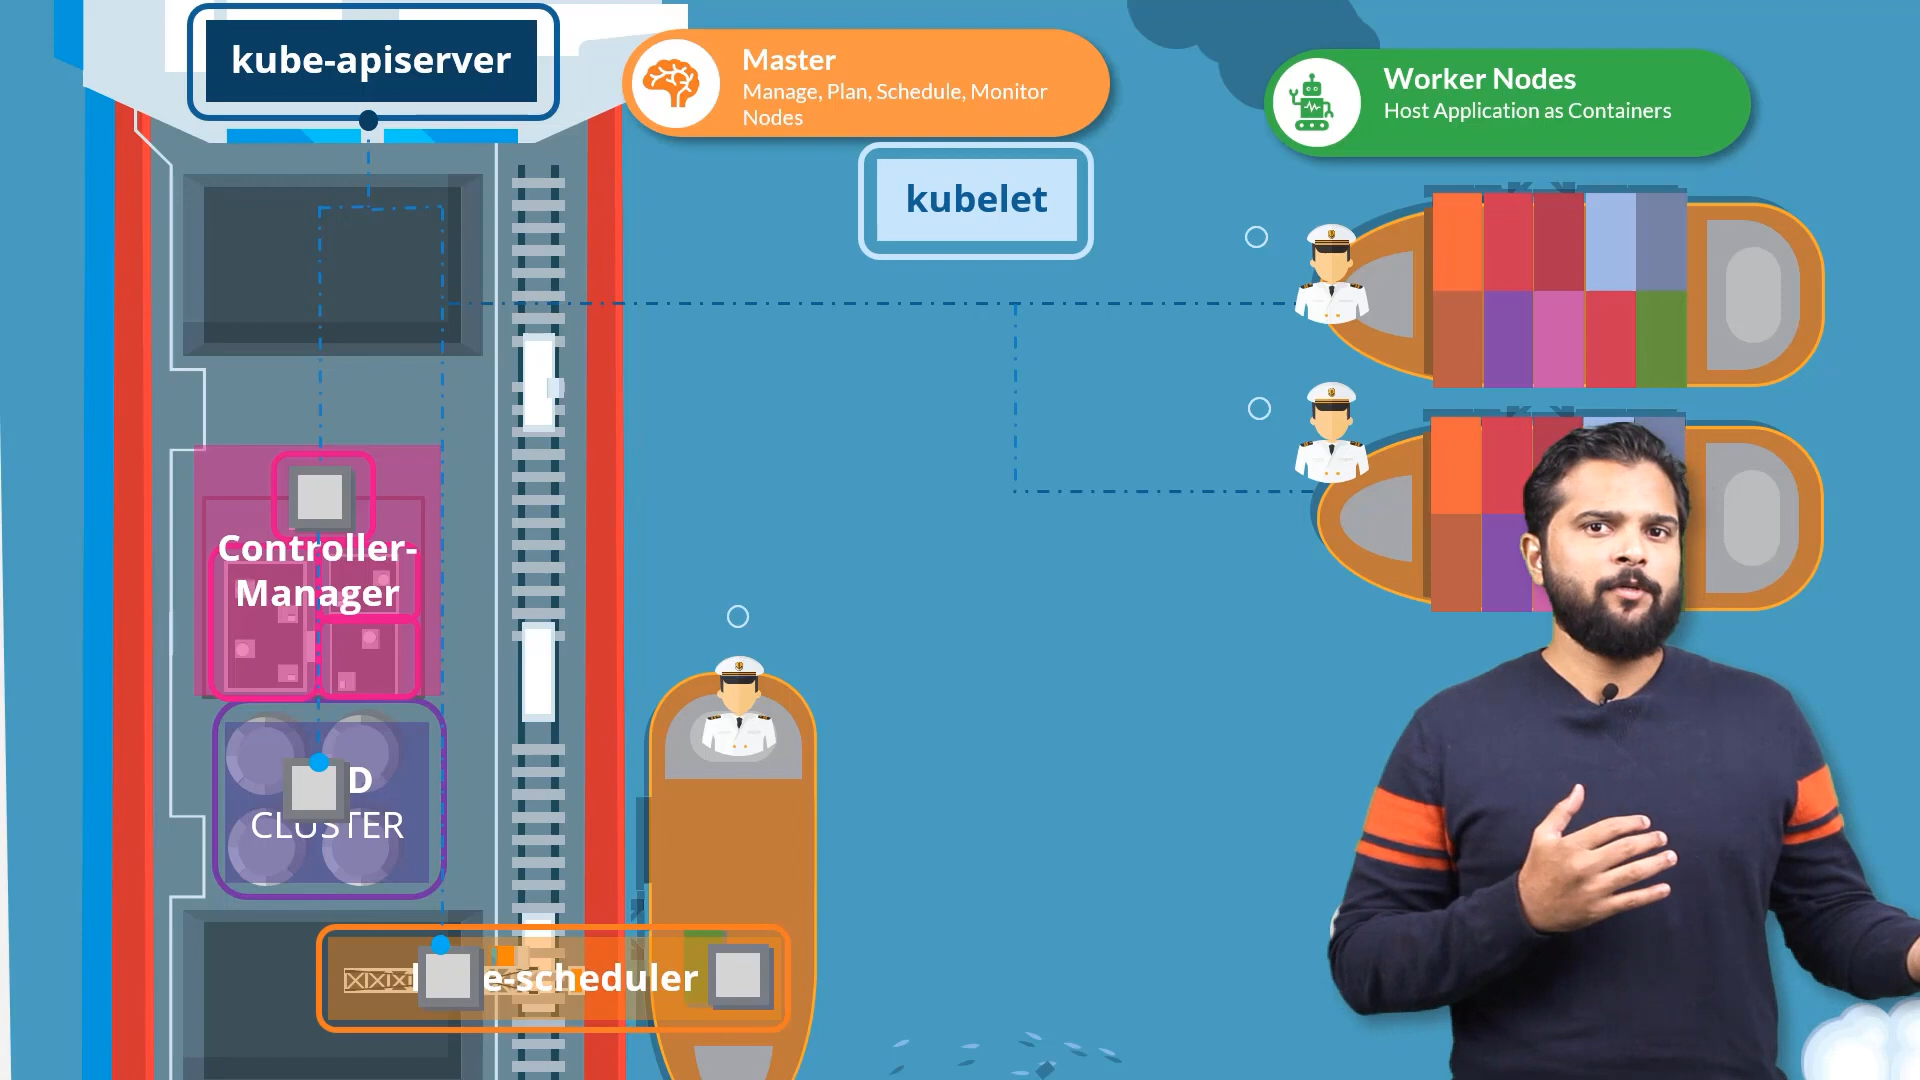 kube-apiserver
Master
Manage, Plan, Schedule, Monitor
Nodes
Worker Nodes
Host Application as Containers
kubelet
Controller-
Manager
CLUSTER
e-scheduler